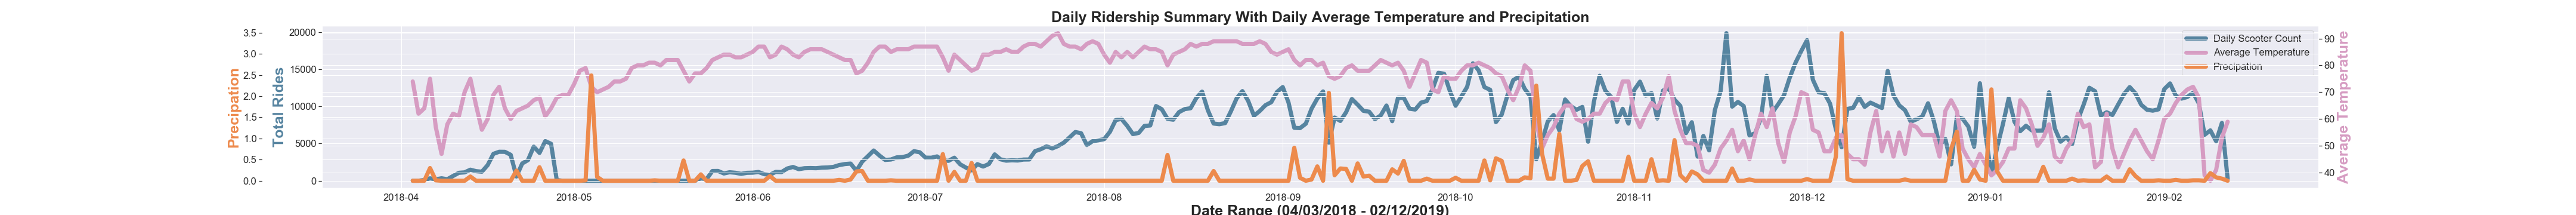 Daily Ridership Summary With Daily Average Temperature and Precipitation
3.5
3.0
2.5
2.0
1.5
1.0
0.5
0.0
Precipation
20000
15000
10000
5000
0
Total Rides
Daily Scooter Count
Average Temperature
Precipation
90
80
70
60
50
40
Average Temperature
2018-04 2018-05 2018-06 2018-07 2018-08 2018-09 2018-10 2018-11 2018-12 2019-01 2019-02
Date Range (04/03/2018 - 02/12/2019)